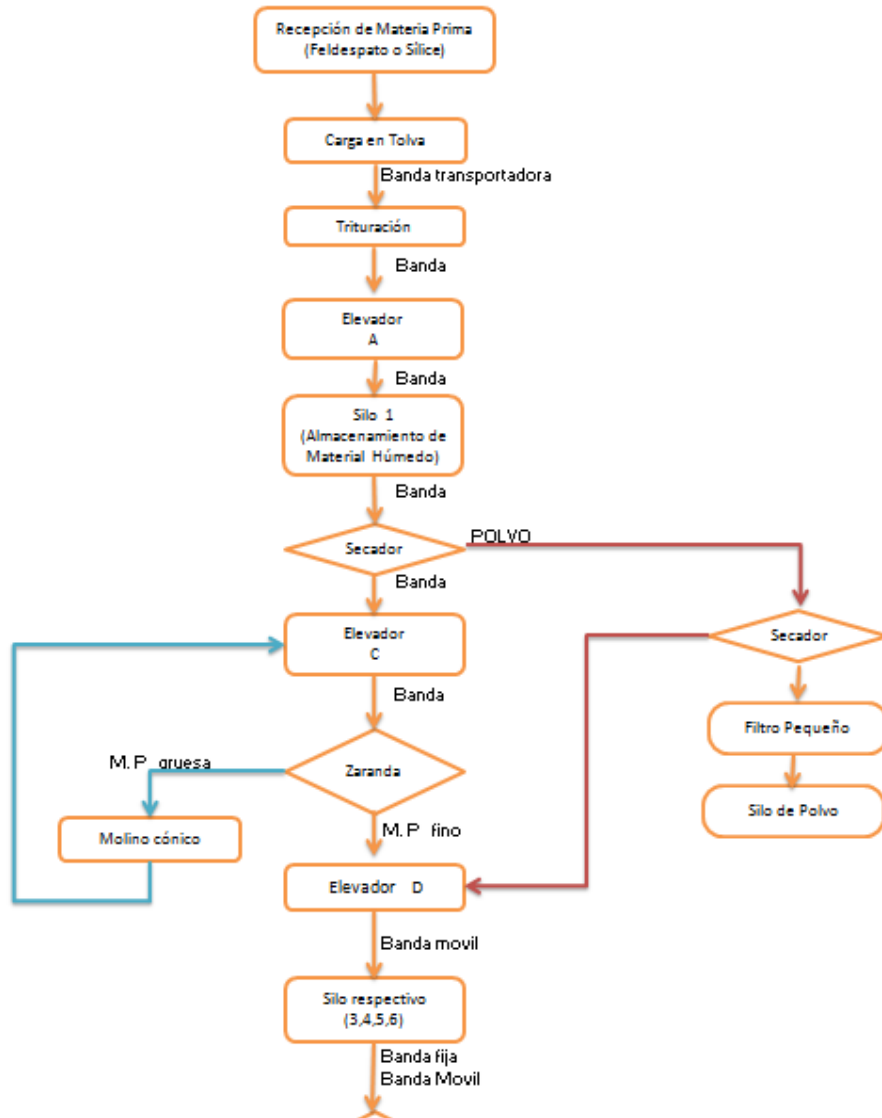 Recepción de Materia Prima
(Feldespato o Sílice)
Carga en Tolva
Banda transportadora
Trituración
Banda
Elevador
A
Banda
Silo 1
(Almacenamiento de
Material Húmedo)
Banda
Secador
POLVO
Banda
Elevador
C
Secador
Banda
Filtro Pequeño
M.P gruesa
Zaranda
Silo de Polvo
Molino cónico
M.P fino
Elevador D
Banda movil
Silo respectivo
(3,4,5,6)
Banda fija
Banda Movil